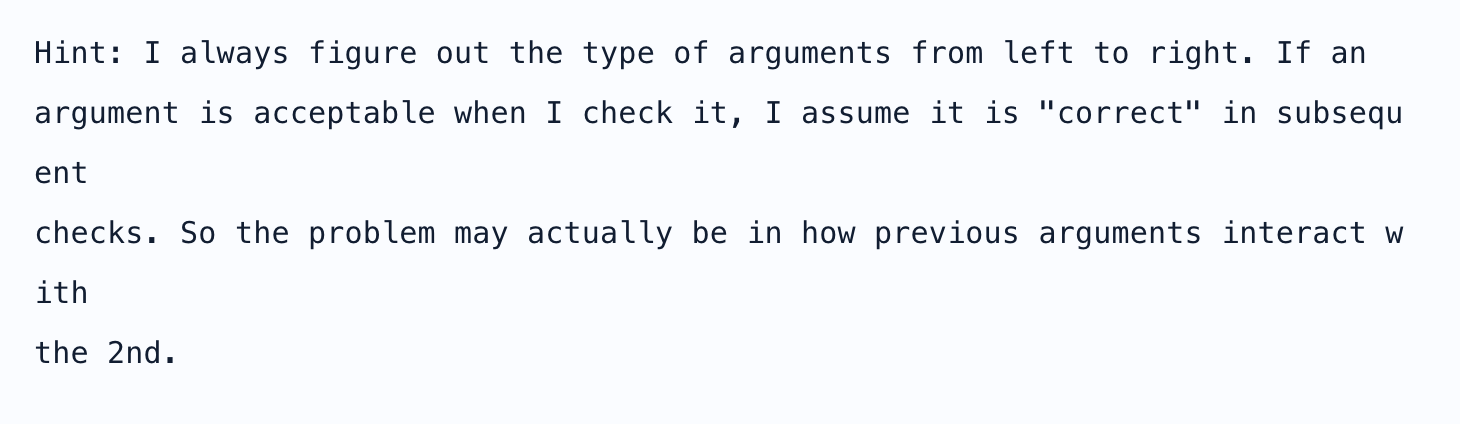 Hint: I always figure out the type of arguments from left to right. If an
argument is acceptable when I check it, I assume it is "correct" in subsequ
ent
checks. So the problem may actually be in how previous arguments interact w
ith
the 2nd.